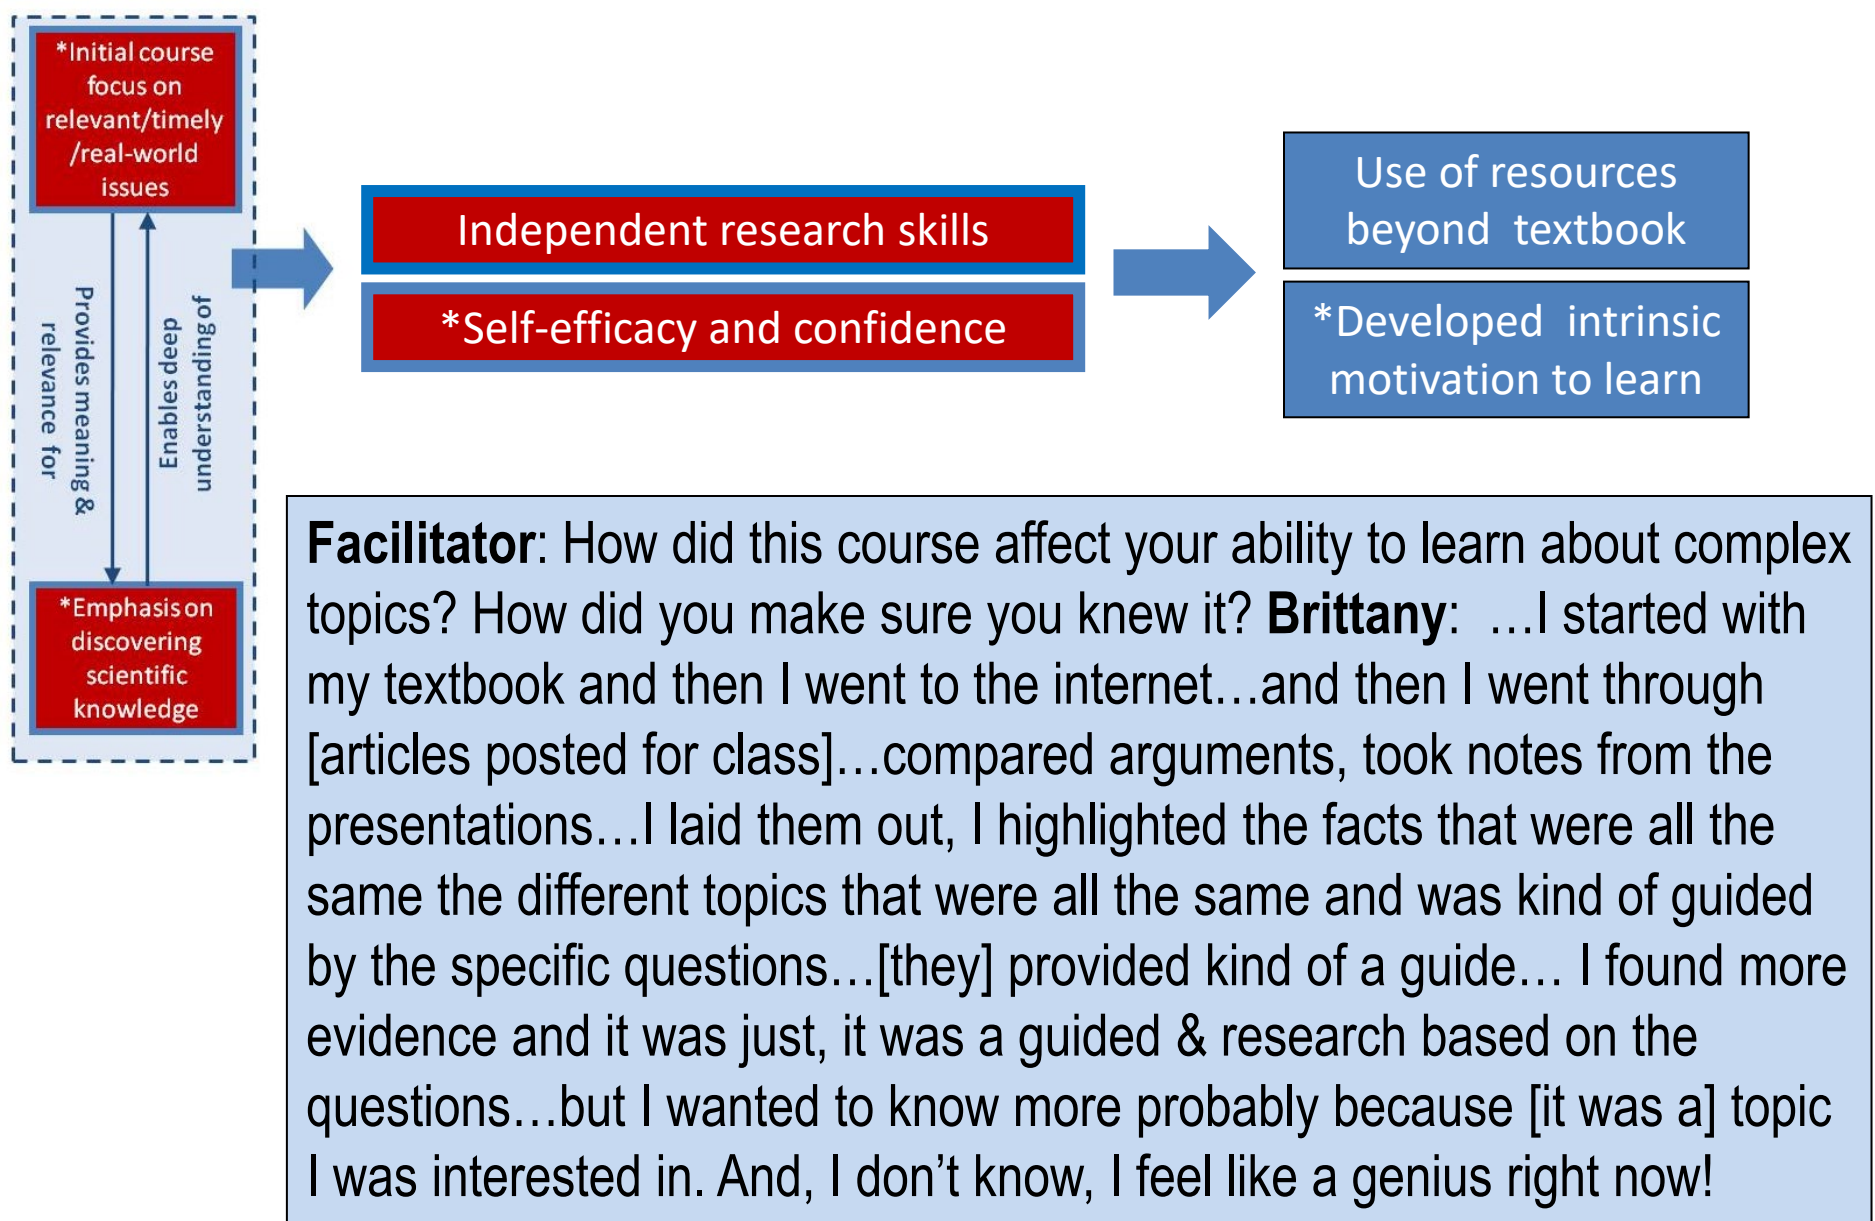 *Initial course
focus on
relevant/timely
/real-world
issues
Provides meaning &
relevance for
Enables deep
understanding of
*Emphasis on
discovering
scientific
knowledge
Independent research skills
*Self-efficacy and confidence
Use of resources
beyond textbook
*Developed intrinsic
motivation to learn
Facilitator: How did this course affect your ability to learn about complex
topics? How did you make sure you knew it? Brittany: …I started with
my textbook and then I went to the internet…and then I went through
[articles posted for class]…compared arguments, took notes from the
presentations…I laid them out, I highlighted the facts that were all the
same the different topics that were all the same and was kind of guided
by the specific questions…[they] provided kind of a guide… I found more
evidence and it was just, it was a guided & research based on the
questions…but I wanted to know more probably because [it was a] topic
I was interested in. And, I don’t know, I feel like a genius right now!